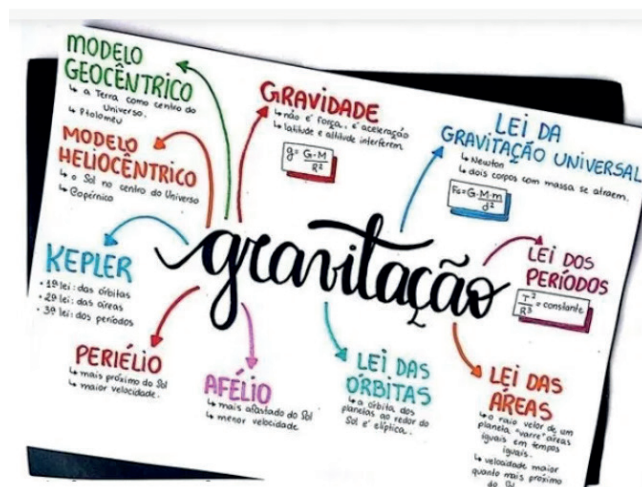 MODELO
GEOCÊNTRICO
↳ a Terra como centro do
Universo.
↳ Ptolomeu
MODELO
HELIOCÊNTRICO
↳ o Sol no centro do Universo
↳ Copérnico
KEPLER
• 1ª lei: das órbitas
• 2ª lei: das áreas
• 3ª lei: dos períodos
GRAVIDADE
↳ não é força, é aceleração
↳ latitude e altitude interferem
g = G·M
R²
LEI DA
GRAVITAÇÃO UNIVERSAL
↳ Newton
↳ dois corpos com massa se atraem.
FG=G·M·m
d²
gravitação
LEI DOS
PERÍODOS
T² = constante
R³
PERIÉLIO
↳ mais próximo do Sol
↳ maior velocidade.
AFÉLIO
↳ mais afastado do Sol
↳ menor velocidade
LEI DAS
ÓRBITAS
↳ a órbita dos
planetas ao redor do
Sol é elíptica.
LEI DAS
ÁREAS
↳ o raio vetor de um
planeta "varre" áreas
iguais em tempos
iguais
↳ velocidade maior
quanto mais próximo
do Sol